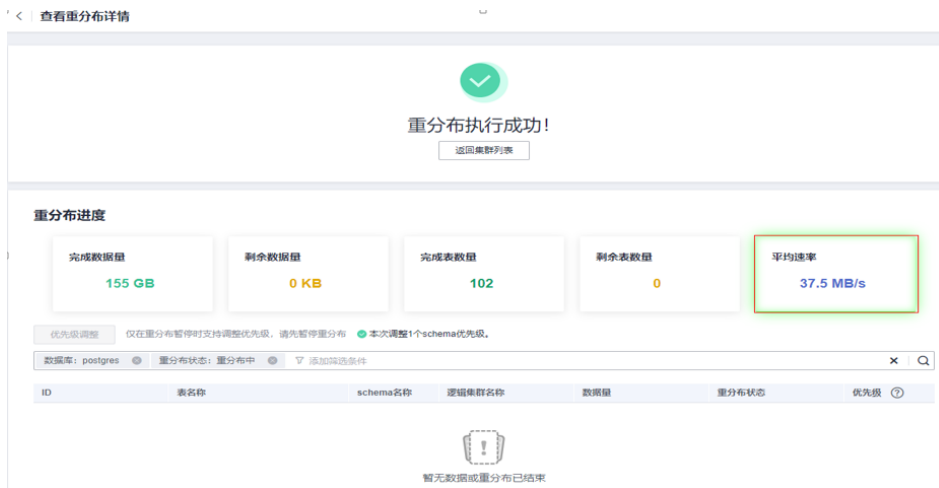 查看重分布详情
重分布执行成功!
返回集群列表
重分布进度
完成数据量 剩余数据量 完成表数量 剩余表数量 平均速率
155 GB 0 KB 102 0 37.5 MB/s
优先级调整 仅在重分布暂停时支持调整优先级，请先暂停重分布 本次调整1个schema优先级。
数据库：postgres 重分布状态：重分布中 添加筛选条件
ID 表名称 schema名称 逻辑集群名称 数据量 重分布状态 优先级
暂无数据或重分布已结束